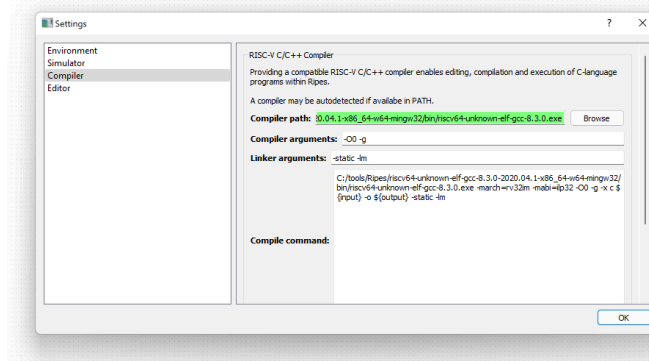 Settings
?
Environment
Simulator
Compiler
Editor
RISC-V C/C++ Compiler
Providing a compatible RISC-V C/C++ compiler enables editing, compilation and execution of C-language
programs within Ripes.
A compiler may be autodetected if availabe in PATH.
Compiler path: 20.04.1-x86_64-w64-mingw32/bin/riscv64-unknown-elf-gcc-8.3.0.exe Browse
Compiler arguments: -O0 -g
Linker arguments: -static -lm
C:/tools/Ripes/riscv64-unknown-elf-gcc-8.3.0-2020.04.1-x86_64-w64-mingw32/
bin/riscv64-unknown-elf-gcc-8.3.0.exe -march=rv32im -mabi=ilp32 -O0 -g -x c $
{input} -o ${output} -static -lm
Compile command:
OK